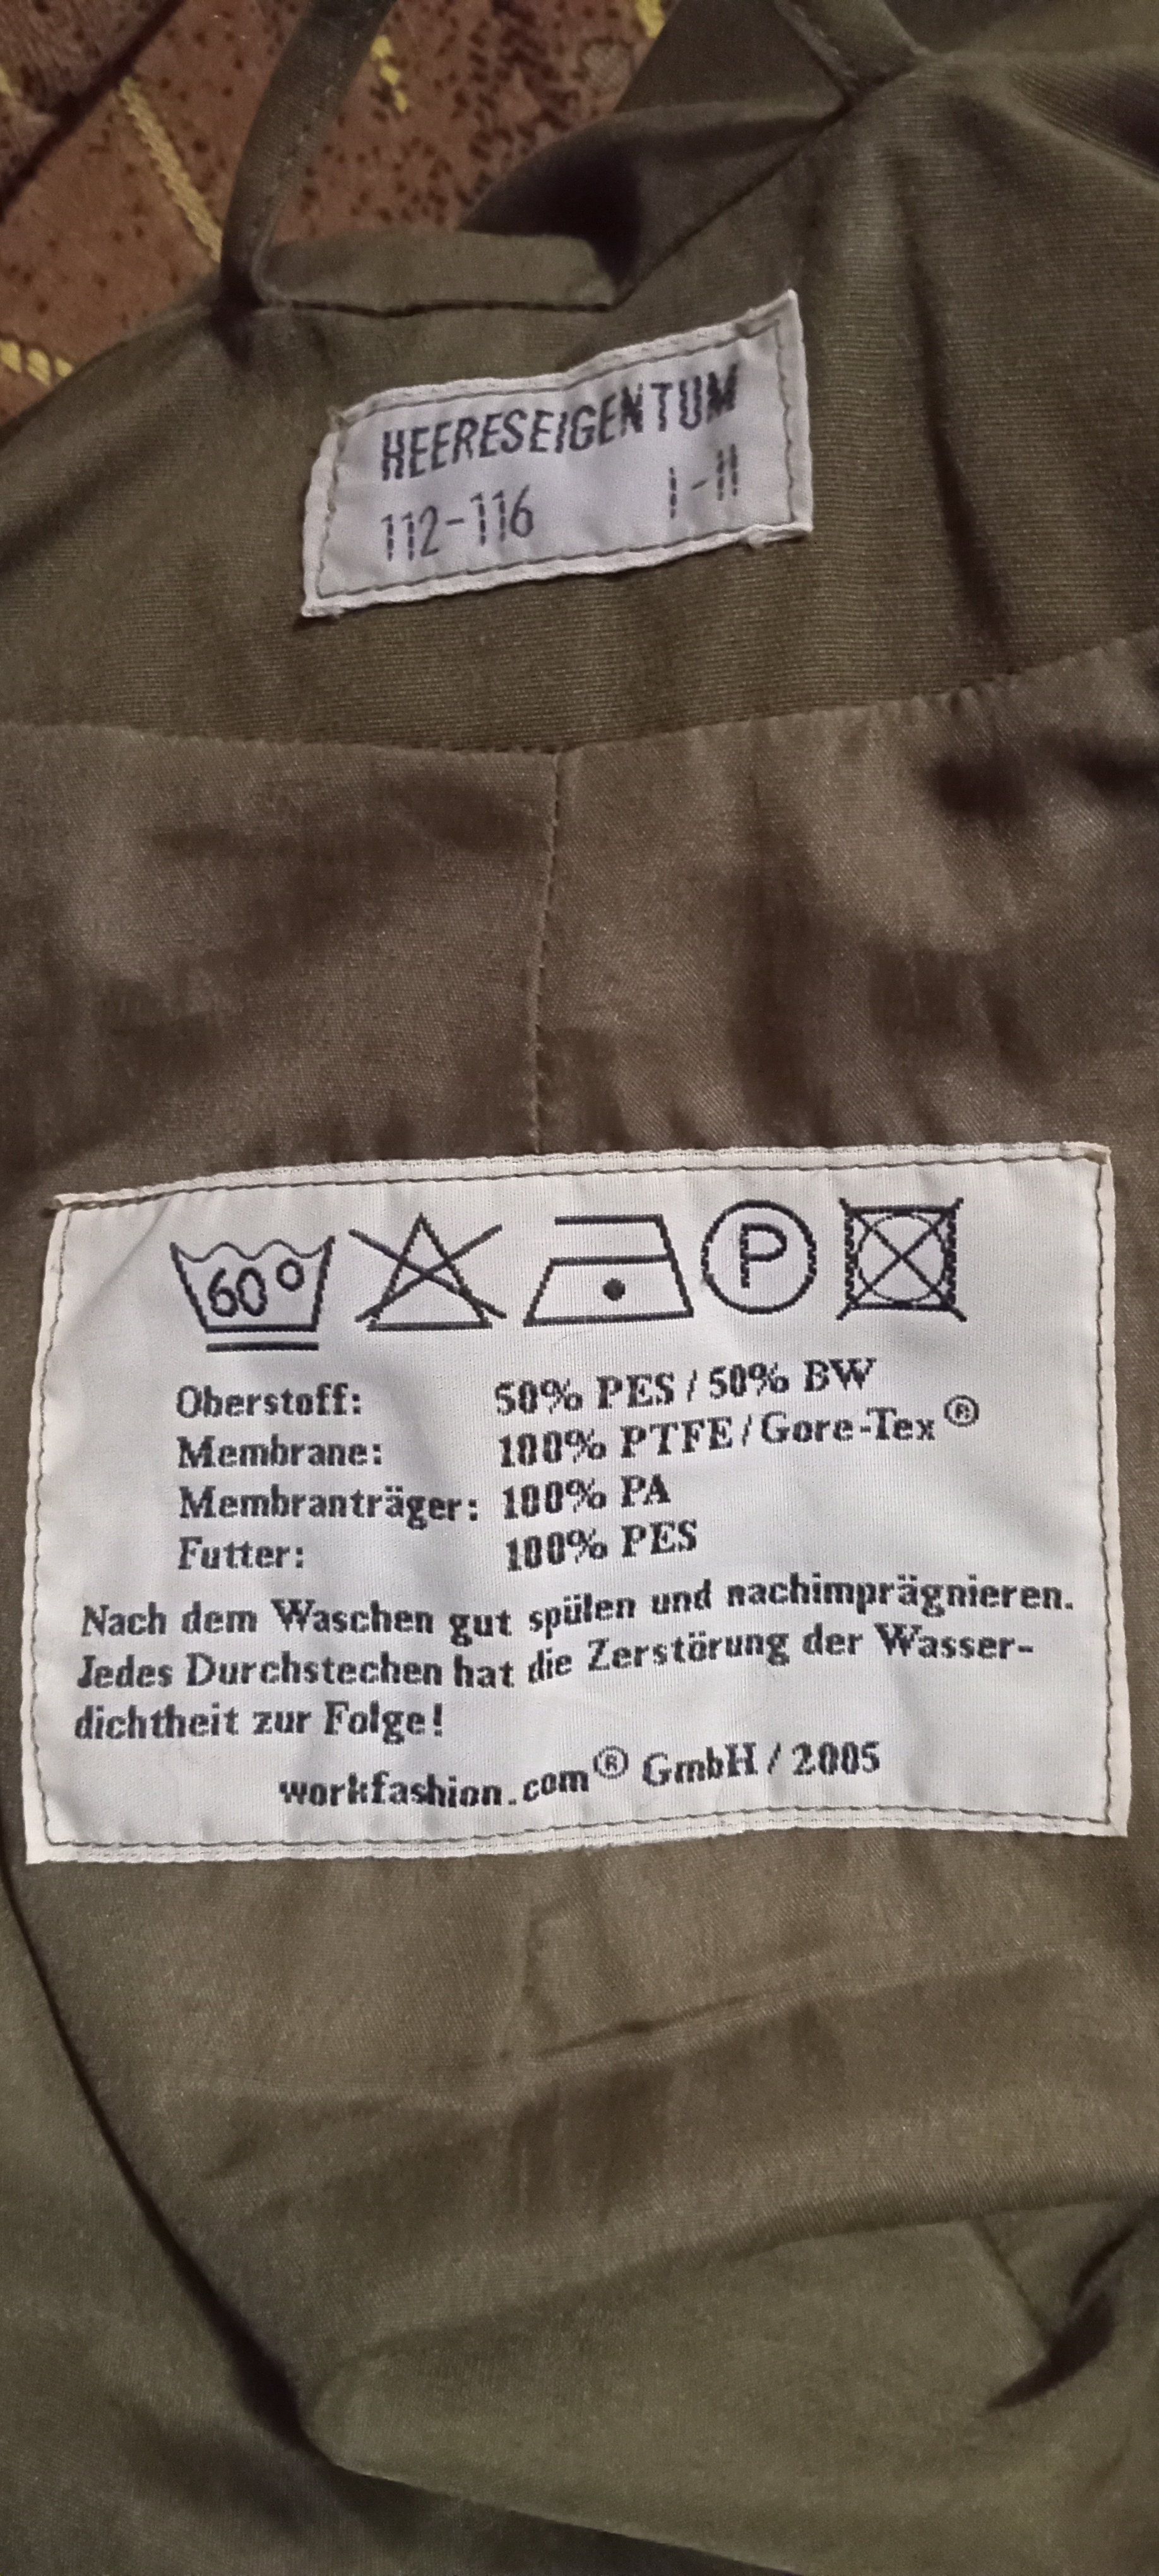 HEERESEIGENTUM
112-116 I-II
60°
P
Oberstoff: 50% PES / 50% BW
Membrane: 100% PTFE / Gore-Tex®
Membranträger: 100% PA
Futter: 100% PES
Nach dem Waschen gut spülen und nachimprägnieren.
Jedes Durchstechen hat die Zerstörung der Wasser-
dichtheit zur Folge!
workfashion.com® GmbH / 2005